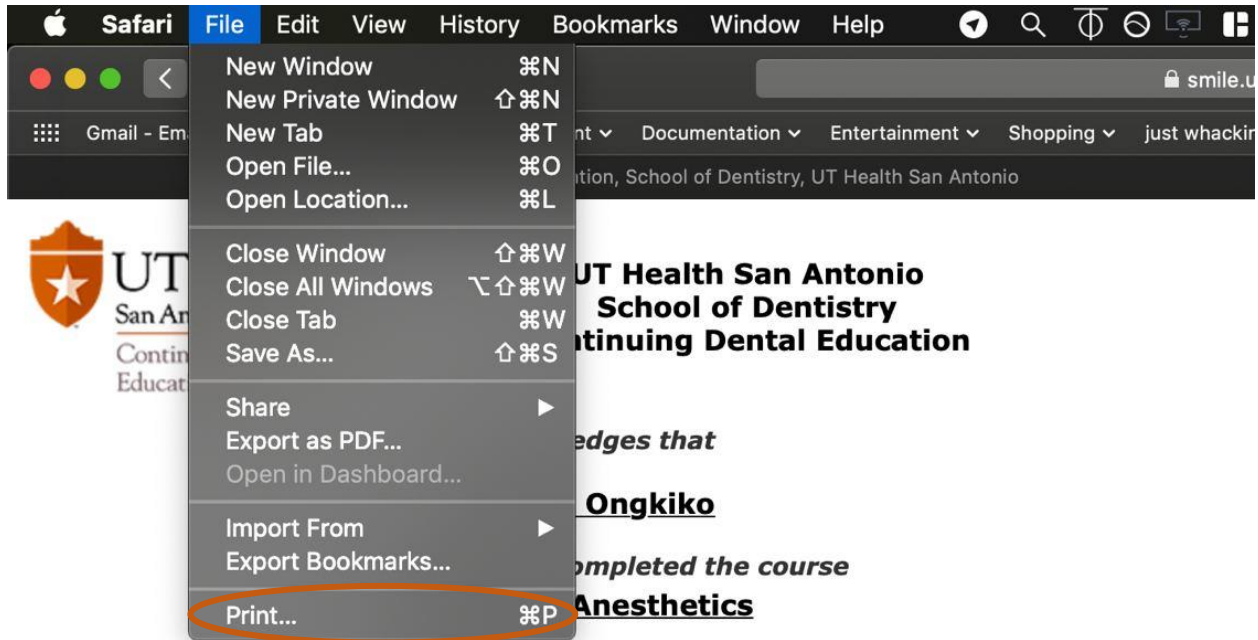 Safari File Edit View History Bookmarks Window Help
smile.u
Gmail - Em nt Documentation Entertainment Shopping just whackin
ation, School of Dentistry, UT Health San Antonio
New Window ⌘N
New Private Window ⇧⌘N
New Tab ⌘T
Open File... ⌘O
Open Location... ⌘L
Close Window ⇧⌘W
Close All Windows ⌥⇧⌘W
Close Tab ⌘W
Save As... ⇧⌘S
Share
Export as PDF...
Open in Dashboard...
Import From
Export Bookmarks...
Print... ⌘P
UT
San An
Contin
Educat
UT Health San Antonio
School of Dentistry
ntinuing Dental Education
edges that
Ongkiko
ompleted the course
Anesthetics